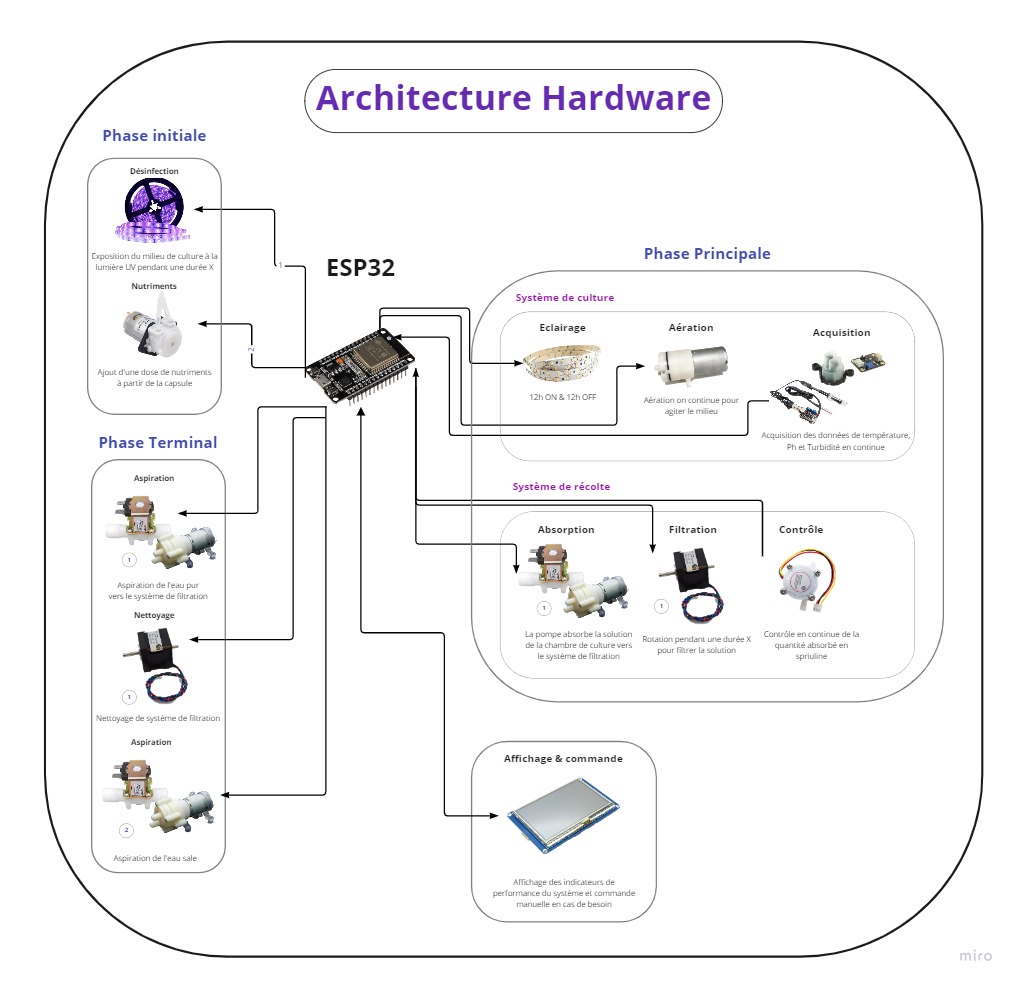 Architecture Hardware
Phase initiale
Désinfection
Exposition du milieu de culture à la
lumière UV pendant une durée X
Nutriments
Ajout d'une dose de nutriments
à partir de la capsule
1
2
ESP32
Phase Principale
Système de culture
Eclairage
12h ON & 12h OFF
Aération
Aération on continue pour
agiter le milieu
Acquisition
Acquisition des données de température,
Ph et Turbidité en continue
Système de récolte
Absorption
1
La pompe absorbe la solution
de la chambre de culture vers
le système de filtration
Filtration
1
Rotation pendant une durée X
pour filtrer la solution
Contrôle
Contrôle en continue de la
quantité absorbé en
spriuline
Phase Terminal
Aspiration
1
Aspiration de l'eau pur
vers le système de filtration
Nettoyage
1
Nettoyage de système de filtration
Aspiration
2
Aspiration de l'eau sale
Affichage & commande
Affichage des indicateurs de
performance du système et commande
manuelle en cas de besoin
miro